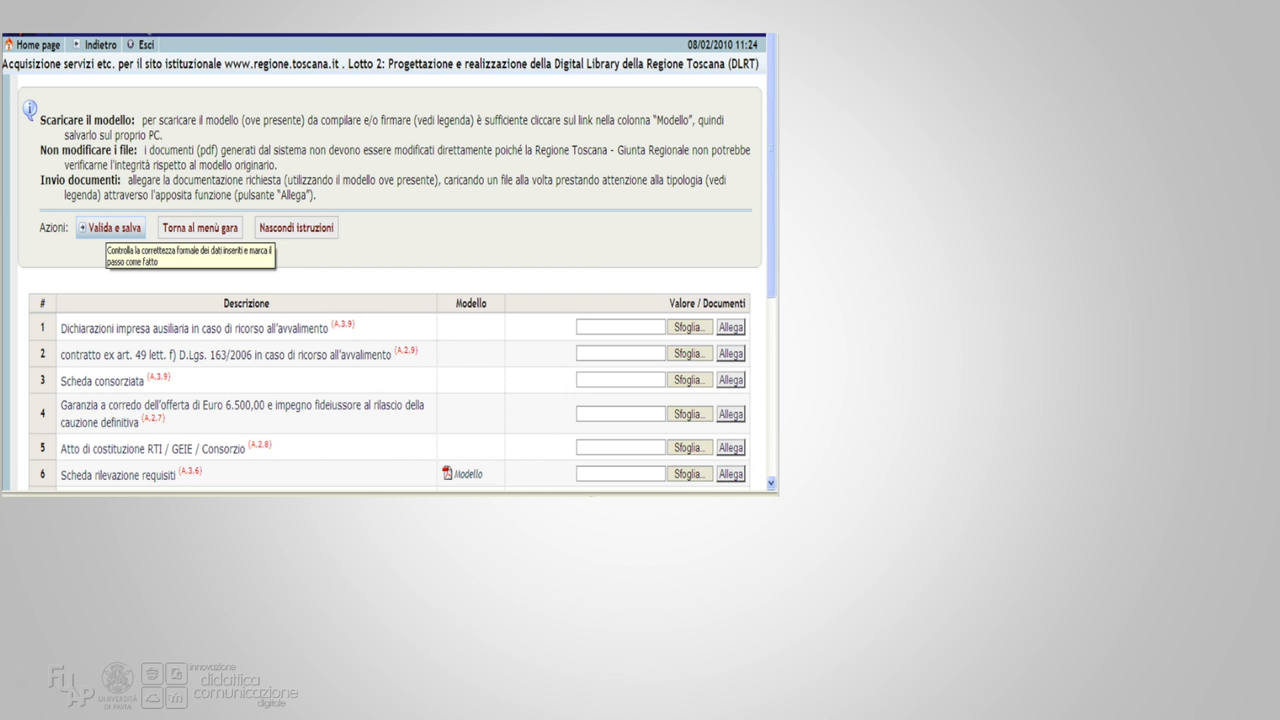 Home page Indietro Esci 08/02/2010 11:24
Acquisizione servizi etc. per il sito istituzionale www.regione.toscana.it . Lotto 2: Progettazione e realizzazione della Digital Library della Regione Toscana (DLRT)
Scaricare il modello: per scaricare il modello (ove presente) da compilare e/o firmare (vedi legenda) è sufficiente cliccare sul link nella colonna "Modello", quindi
salvarlo sul proprio PC.
Non modificare i file: i documenti (pdf) generati dal sistema non devono essere modificati direttamente poiché la Regione Toscana - Giunta Regionale non potrebbe
verificarne l'integrità rispetto al modello originario.
Invio documenti: allegare la documentazione richiesta (utilizzando il modello ove presente), caricando un file alla volta prestando attenzione alla tipologia (vedi
legenda) attraverso l'apposita funzione (pulsante "Allega").
Azioni: Valida e salva Torna al menù gara Nascondi istruzioni
Controlla la correttezza formale dei dati inseriti e marca il
passo come fatto
# Descrizione Modello Valore / Documenti
1 Dichiarazioni impresa ausiliaria in caso di ricorso all'avvalimento (A,3,9) Sfoglia... Allega
2 contratto ex art. 49 lett. f) D.Lgs. 163/2006 in caso di ricorso all'avvalimento (A,2,9) Sfoglia... Allega
3 Scheda consorziata (A,3,9) Sfoglia... Allega
4 Garanzia a corredo dell'offerta di Euro 6.500,00 e impegno fideiussore al rilascio della
cauzione definitiva (A,2,7) Sfoglia... Allega
5 Atto di costituzione RTI / GEIE / Consorzio (A,2,8) Sfoglia... Allega
6 Scheda rilevazione requisiti (A,3,6) Modello Sfoglia... Allega
UNIVERSITÀ
DI PAVIA
innovazione
didattica
comunicazione
digitale